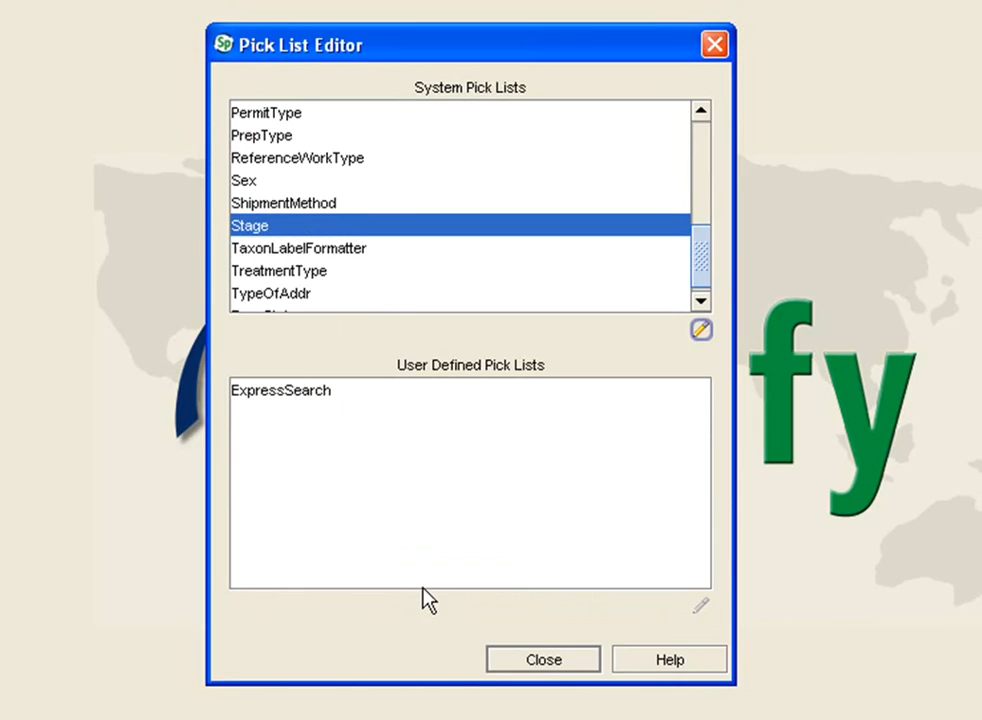 Sp Pick List Editor
System Pick Lists
PermitType
PrepType
ReferenceWorkType
Sex
ShipmentMethod
Stage
TaxonLabelFormatter
TreatmentType
TypeOfAddr
User Defined Pick Lists
ExpressSearch
fy
Close
Help